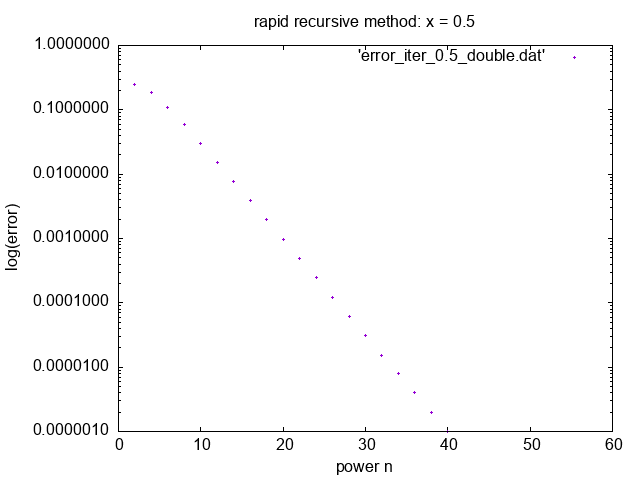 rapid recursive method: x = 0.5
'error_iter_0.5_double.dat'
1.0000000
0.1000000
0.0100000
0.0010000
0.0001000
0.0000100
0.0000010
log(error)
0 10 20 30 40 50 60
power n